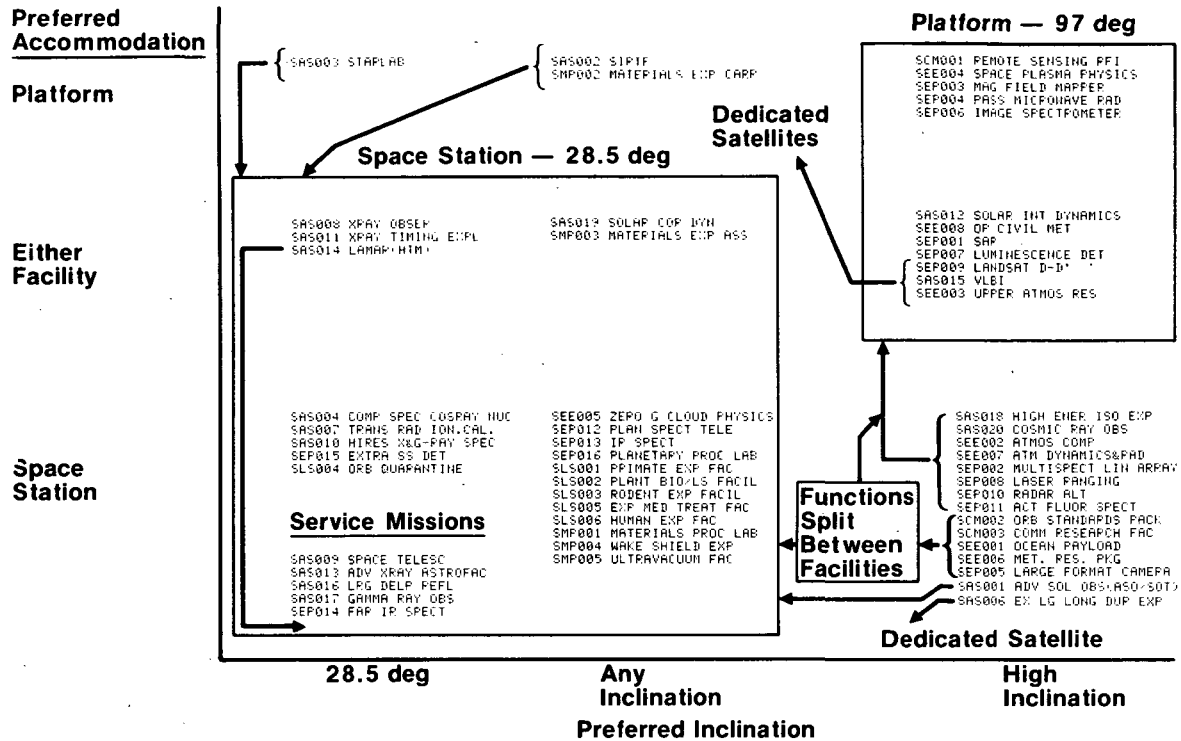 Preferred
Accommodation
Platform
Either
Facility
Space
Station
SAS003 STARLAB
SAS002 SIRTF
SMP002 MATERIALS EXP CARR
Platform — 97 deg
SCM001 REMOTE SENSING RFI
SEE004 SPACE PLASMA PHYSICS
SEP003 MAG FIELD MAPPER
SEP004 PASS MICROWAVE RAD
SEP006 IMAGE SPECTROMETER
Dedicated
Satellites
SAS012 SOLAR INT DYNAMICS
SEE008 OP CIVIL MET
SEP001 SAR
SEP007 LUMINESCENCE DET
SEP009 LANDSAT D-D'
SAS015 VLBI
SEE003 UPPER ATMOS RES
Space Station — 28.5 deg
SAS008 XRAY OBSER
SAS011 XRAY TIMING EXPL
SAS014 LAMAR(HTM)
SAS019 SOLAR COR DYN
SMP003 MATERIALS EXP ASS
SAS004 COMP SPEC COSRAY NUC
SAS007 TRANS RAD ION.CAL.
SAS010 HIRES X&G-RAY SPEC
SEP015 EXTRA SS DET
SLS004 ORB QUARANTINE
SEE005 ZERO G CLOUD PHYSICS
SEP012 PLAN SPECT TELE
SEP013 IR SPECT
SEP016 PLANETARY PROC LAB
SLS001 PRIMATE EXP FAC
SLS002 PLANT BIO/LS FACIL
SLS003 RODENT EXP FACIL
SLS005 EXP MED TREAT FAC
SLS006 HUMAN EXP FAC
SMP001 MATERIALS PROC LAB
SMP004 WAKE SHIELD EXP
SMP005 ULTRAVACUUM FAC
Service Missions
SAS009 SPACE TELESC
SAS013 ADV XRAY ASTROFAC
SAS016 LRG DELP REFL
SAS017 GAMMA RAY OBS
SEP014 FAR IR SPECT
Functions
Split
Between
Facilities
SAS018 HIGH ENER ISO EXP
SAS020 COSMIC RAY OBS
SEE002 ATMOS COMP
SEE007 ATM DYNAMICS&RAD
SEP002 MULTISPECT LIN ARRAY
SEP008 LASER RANGING
SEP010 RADAR ALT
SEP011 ACT FLUOR SPECT
SCM002 ORB STANDARDS PACK
SCM003 COMM RESEARCH FAC
SEE001 OCEAN PAYLOAD
SEE006 MET. RES. PKG
SEP005 LARGE FORMAT CAMERA
SAS001 ADV SOL OBS(ASO/SOT)
SAS006 EX LG LONG DUR EXP
Dedicated Satellite
28.5 deg
Any
Inclination
High
Inclination
Preferred Inclination